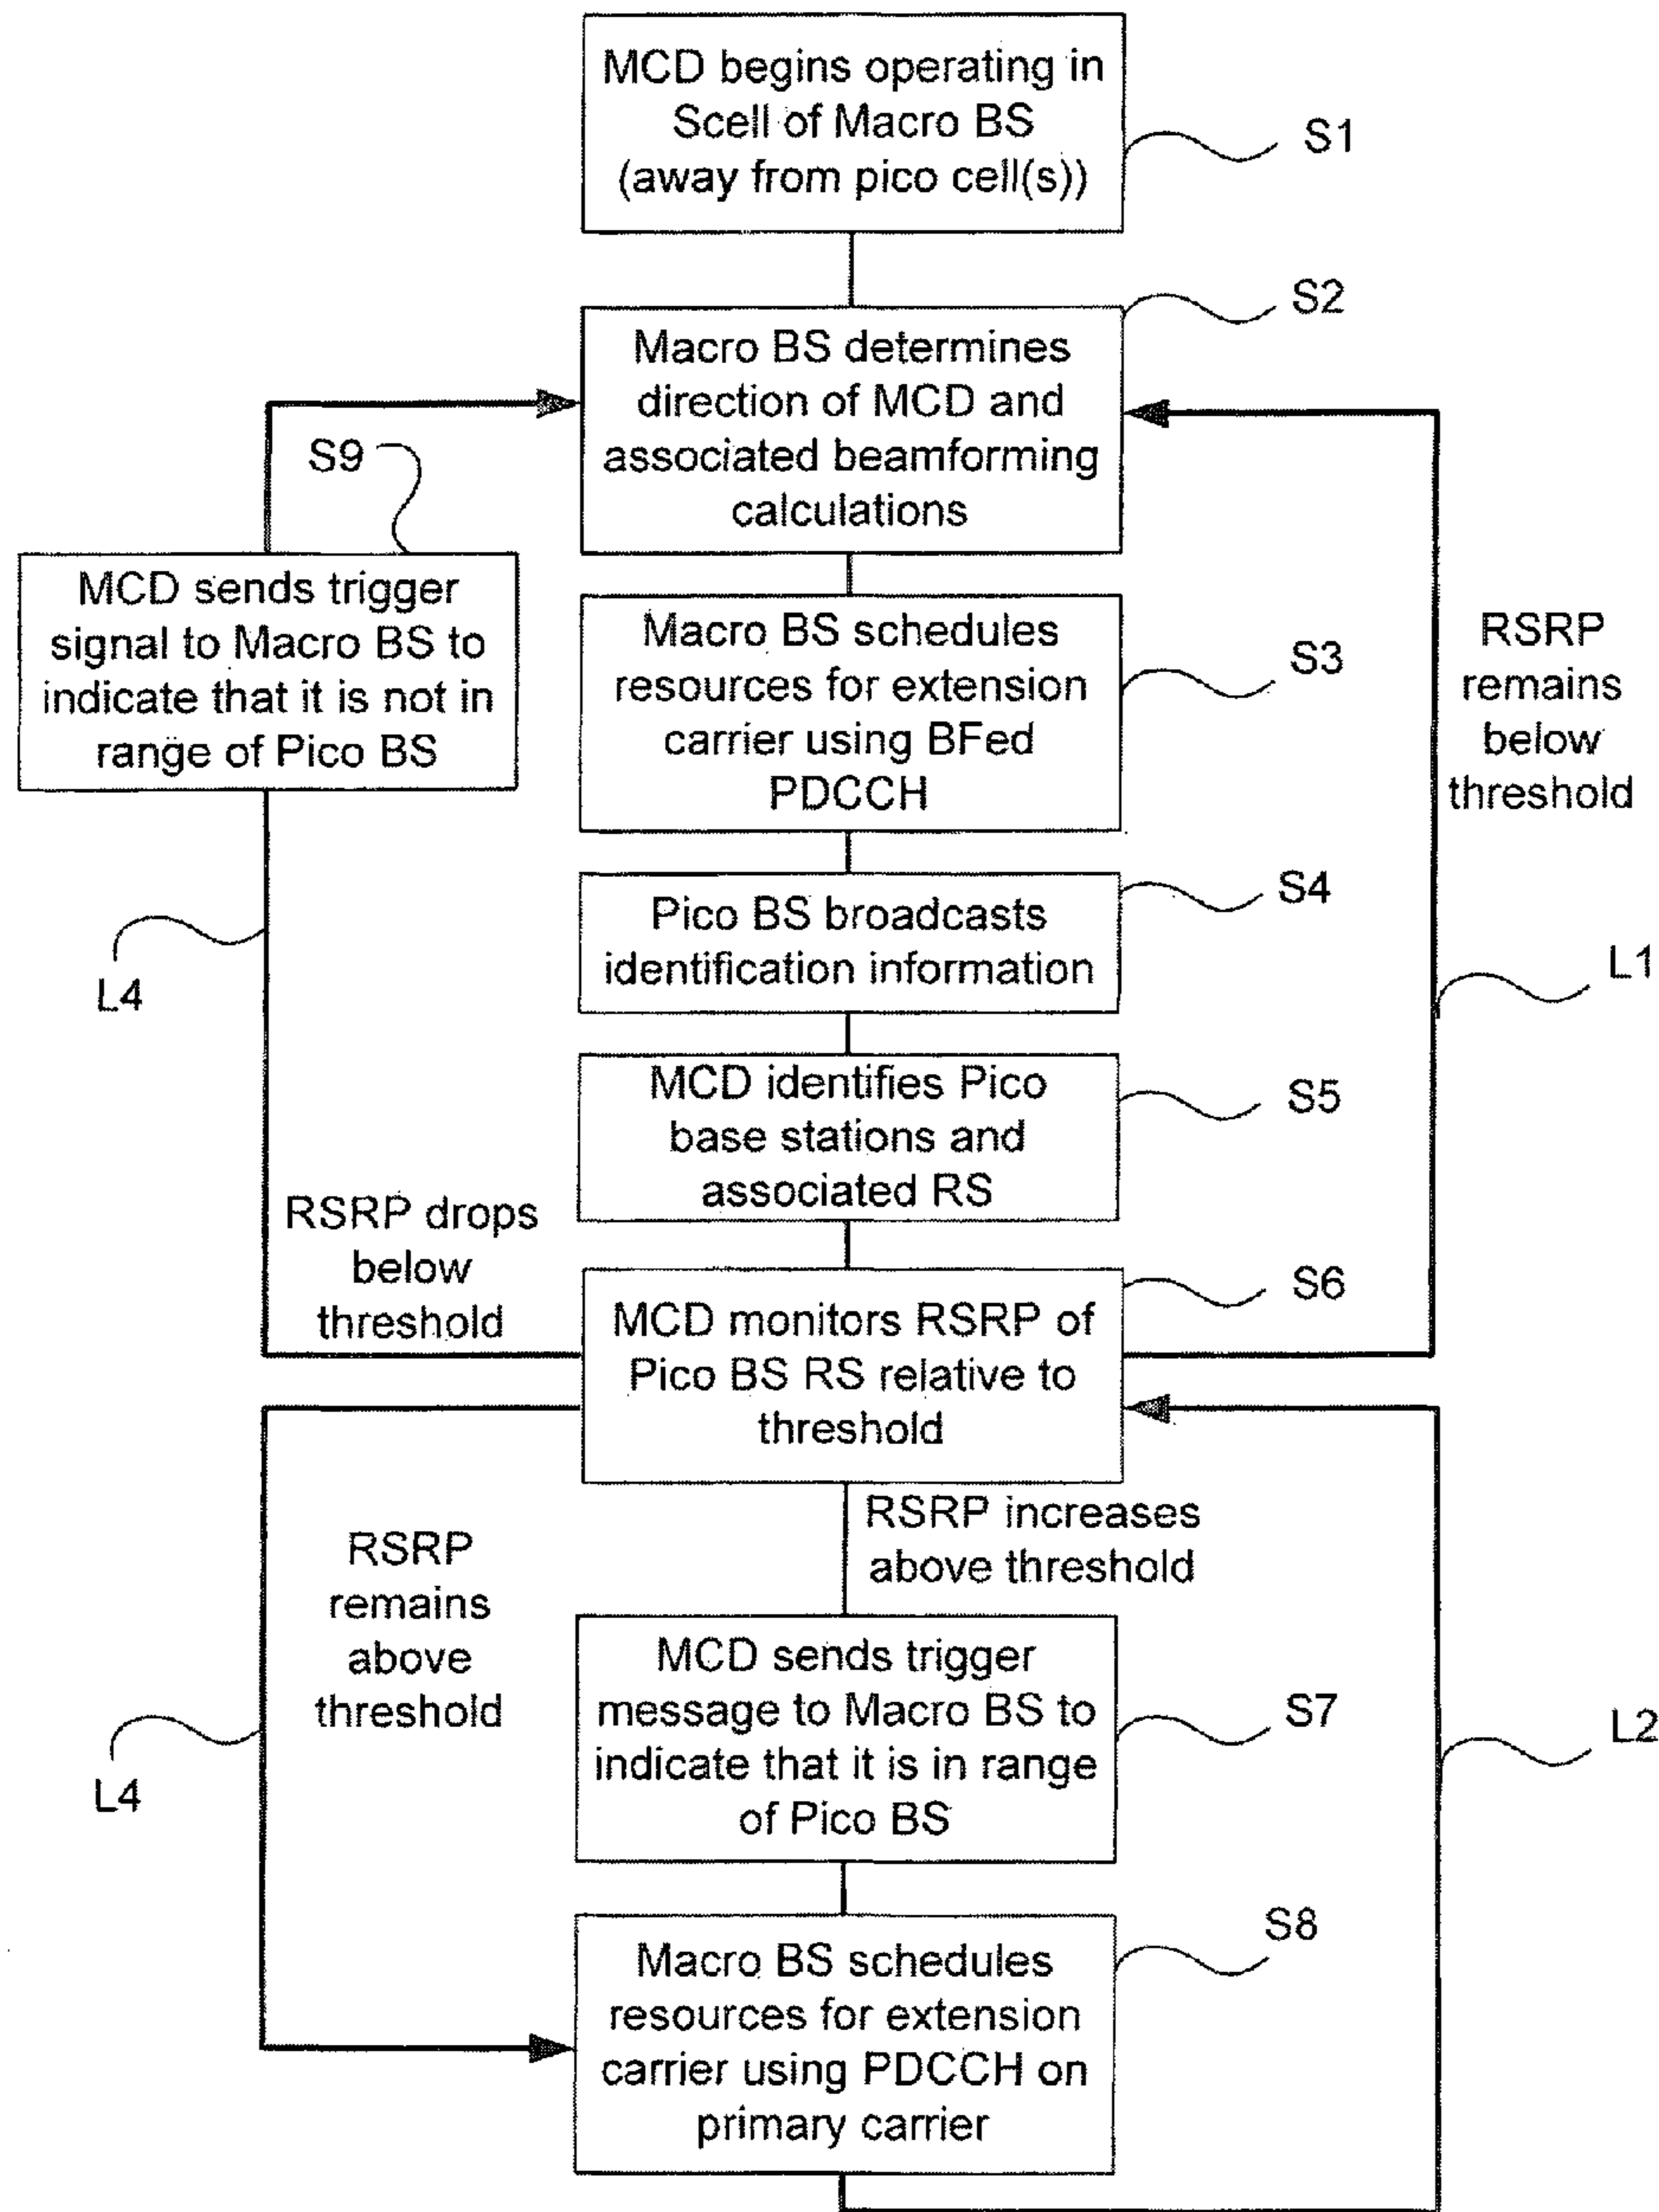 MCD begins operating in
Scell of Macro BS
(away from pico cell(s))
S1
S2
Macro BS determines
direction of MCD and
associated beamforming
calculations
S9
MCD sends trigger
signal to Macro BS to
indicate that it is not in
range of Pico BS
Macro BS schedules
resources for extension
carrier using BFed
PDCCH
S3
RSRP
remains
below
threshold
S4
Pico BS broadcasts
identification information
L4
L1
MCD identifies Pico
base stations and
associated RS
S5
RSRP drops
below
threshold
S6
MCD monitors RSRP of
Pico BS RS relative to
threshold
RSRP increases
above threshold
RSRP
remains
above
threshold
MCD sends trigger
message to Macro BS to
indicate that it is in range
of Pico BS
S7
L2
L4
S8
Macro BS schedules
resources for extension
carrier using PDCCH on
primary carrier